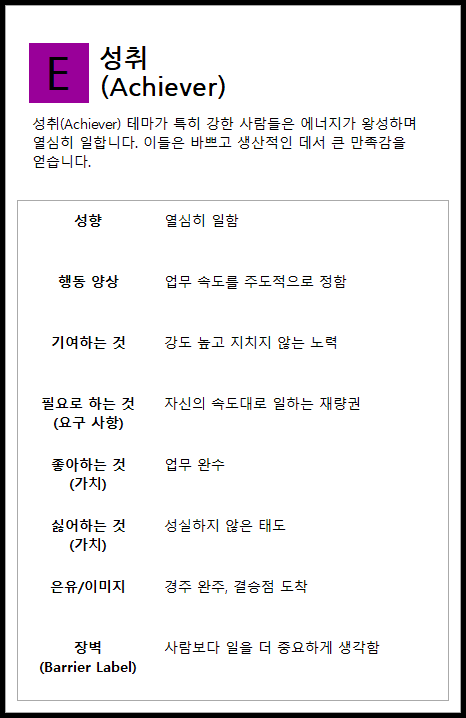 E
성취
(Achiever)
성취(Achiever) 테마가 특히 강한 사람들은 에너지가 왕성하며
열심히 일합니다. 이들은 바쁘고 생산적인 데서 큰 만족감을
얻습니다.
성향 열심히 일함
행동 양상 업무 속도를 주도적으로 정함
기여하는 것 강도 높고 지치지 않는 노력
필요로 하는 것 자신의 속도대로 일하는 재량권
(요구 사항)
좋아하는 것 업무 완수
(가치)
싫어하는 것 성실하지 않은 태도
(가치)
은유/이미지 경주 완주, 결승점 도착
장벽 사람보다 일을 더 중요하게 생각함
(Barrier Label)